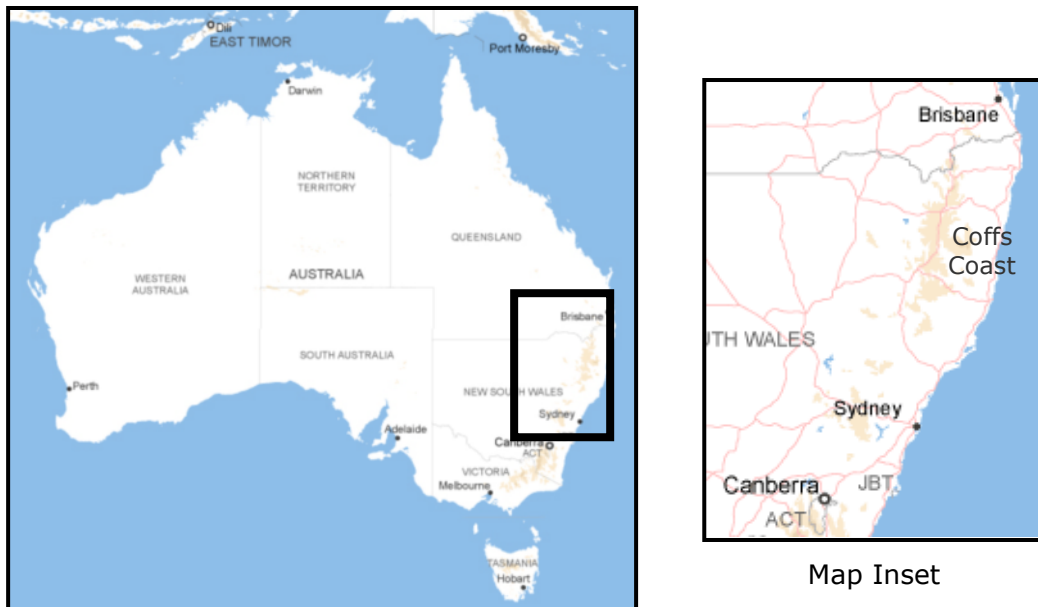 Dili
EAST TIMOR
Port Moresby
Darwin
NORTHERN
TERRITORY
QUEENSLAND
WESTERN
AUSTRALIA
AUSTRALIA
Brisbane
SOUTH AUSTRALIA
Perth
NEW SOUTH WALES
Sydney
Adelaide
Canberra
ACT
VICTORIA
Melbourne
TASMANIA
Hobart
Brisbane
Coffs
Coast
UTH WALES
Sydney
Canberra
JBT
ACT
Map Inset